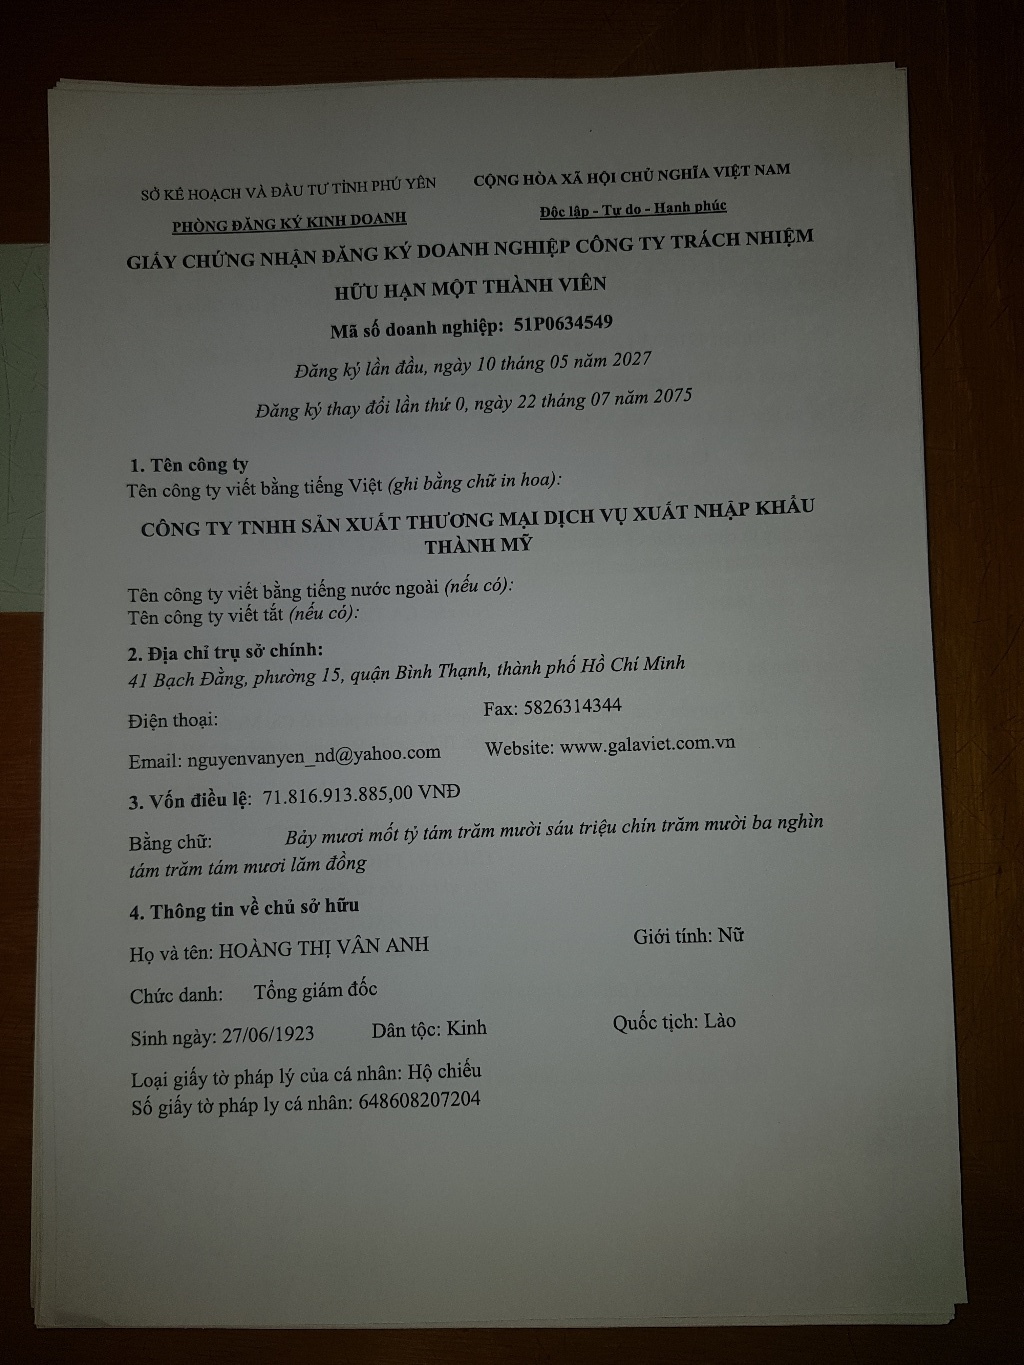 SỞ KẾ HOẠCH VÀ ĐẦU TƯ TỈNH PHÚ YÊN
CỘNG HÒA XÃ HỘI CHỦ NGHĨA VIỆT NAM
PHÒNG ĐĂNG KÝ KINH DOANH
Độc lập - Tự do - Hạnh phúc
GIẤY CHỨNG NHẬN ĐĂNG KÝ DOANH NGHIỆP CÔNG TY TRÁCH NHIỆM
HỮU HẠN MỘT THÀNH VIÊN
Mã số doanh nghiệp: 51P0634549
Đăng ký lần đầu, ngày 10 tháng 05 năm 2027
Đăng ký thay đổi lần thứ 0, ngày 22 tháng 07 năm 2075
1. Tên công ty
Tên công ty viết bằng tiếng Việt (ghi bằng chữ in hoa):
CÔNG TY TNHH SẢN XUẤT THƯƠNG MẠI DỊCH VỤ XUẤT NHẬP KHẨU
THÀNH MỸ
Tên công ty viết bằng tiếng nước ngoài (nếu có):
Tên công ty viết tắt (nếu có):
2. Địa chỉ trụ sở chính:
41 Bạch Đằng, phường 15, quận Bình Thạnh, thành phố Hồ Chí Minh
Điện thoại:
Fax: 5826314344
Email: nguyenvanyen_nd@yahoo.com
Website: www.galaviet.com.vn
3. Vốn điều lệ: 71.816.913.885,00 VNĐ
Bằng chữ: Bảy mươi mốt tỷ tám trăm mười sáu triệu chín trăm mười ba nghìn
tám trăm tám mươi lăm đồng
4. Thông tin về chủ sở hữu
Họ và tên: HOÀNG THỊ VÂN ANH
Giới tính: Nữ
Chức danh: Tổng giám đốc
Sinh ngày: 27/06/1923
Dân tộc: Kinh
Quốc tịch: Lào
Loại giấy tờ pháp lý của cá nhân: Hộ chiếu
Số giấy tờ pháp ly cá nhân: 648608207204